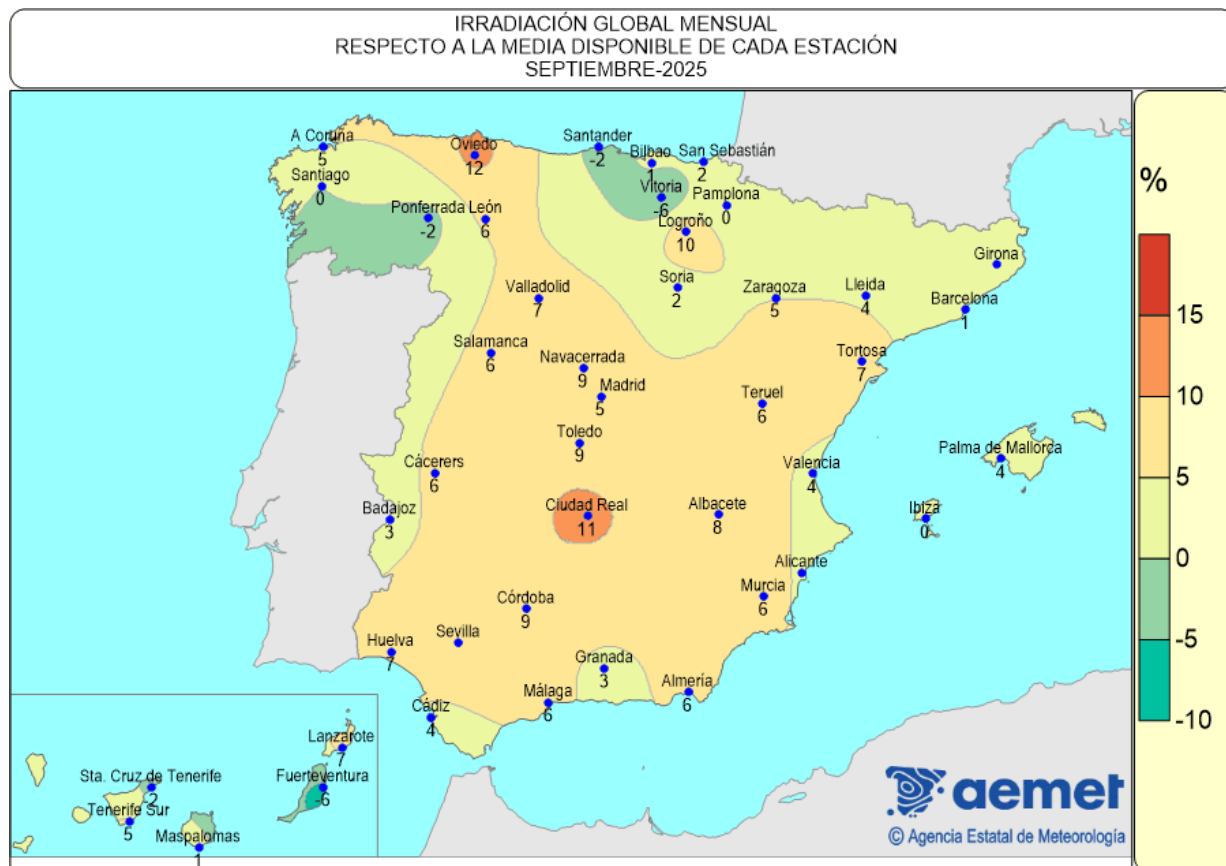 IRRADIACIÓN GLOBAL MENSUAL
RESPECTO A LA MEDIA DISPONIBLE DE CADA ESTACIÓN
SEPTIEMBRE-2025
A Coruña
5
Oviedo
12
Santander
-2
Bilbao
1
San Sebastián
2
Santiago
0
Ponferrada
-2
León
6
Vitoria
-6
Pamplona
0
Logroño
10
Girona
Soria
2
Valladolid
7
Zaragoza
5
Lleida
4
Barcelona
1
Salamanca
6
Navacerrada
9
Madrid
5
Tortosa
7
Teruel
6
Toledo
9
Cácerers
6
Valencia
4
Palma de Mallorca
4
Badajoz
3
Ciudad Real
11
Albacete
8
Ibiza
0
Alicante
Murcia
6
Córdoba
9
Sevilla
Huelva
7
Granada
3
Almería
6
Málaga
6
Cádiz
4
Lanzarote
7
Sta. Cruz de Tenerife
-2
Fuerteventura
-6
Tenerife Sur
5
Maspalomas
1
%
15
10
5
0
-5
-10
aemet
© Agencia Estatal de Meteorología